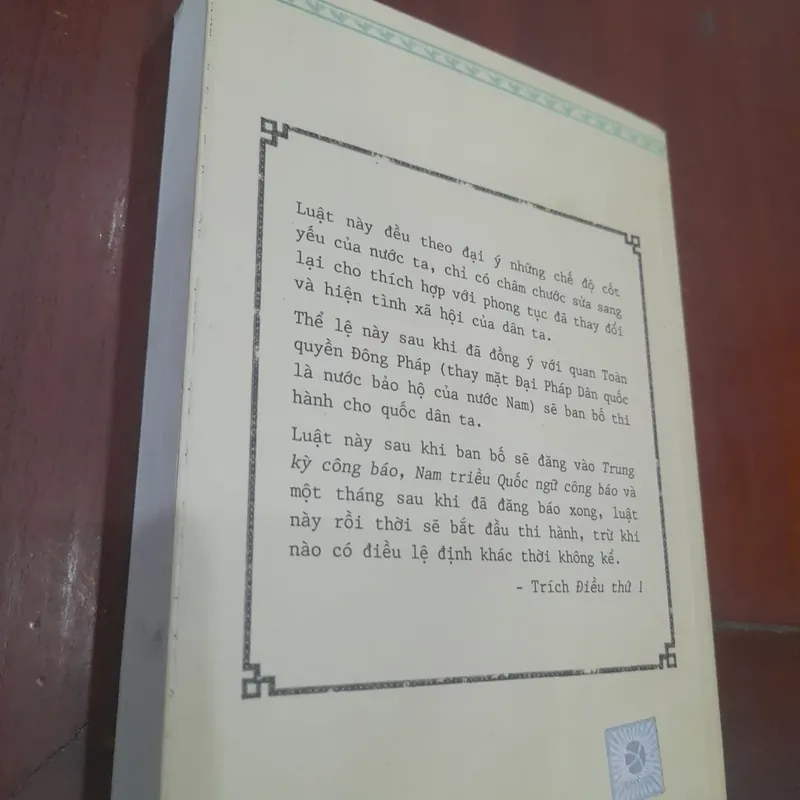 Luật này đều theo đại ý những chế độ cốt
yếu của nước ta, chỉ có châm chước sửa sang
lại cho thích hợp với phong tục đã thay đổi
và hiện tình xã hội của dân ta.
Thể lệ này sau khi đã đồng ý với quan Toàn
quyền Đông Pháp (thay mặt Đại Pháp Dân quốc
là nước bảo hộ của nước Nam) sẽ ban bố thi
hành cho quốc dân ta.
Luật này sau khi ban bố sẽ đăng vào Trung
kỳ công báo, Nam triều Quốc ngữ công báo và
một tháng sau khi đã đăng báo xong, luật
này rồi thời sẽ bắt đầu thi hành, trừ khi
nào có điều lệ định khác thời không kể.
- Trích Điều thứ 1